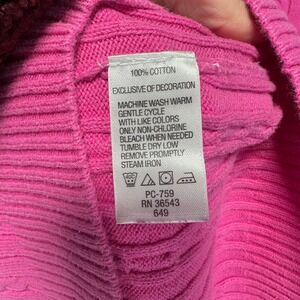 100% COTTON
EXCLUSIVE OF DECORATION
MACHINE WASH WARM
GENTLE CYCLE
WITH LIKE COLORS
ONLY NON-CHLORINE
BLEACH WHEN NEEDED
TUMBLE DRY LOW
REMOVE PROMPTLY
STEAM IRON
PC-759
RN 36543
649